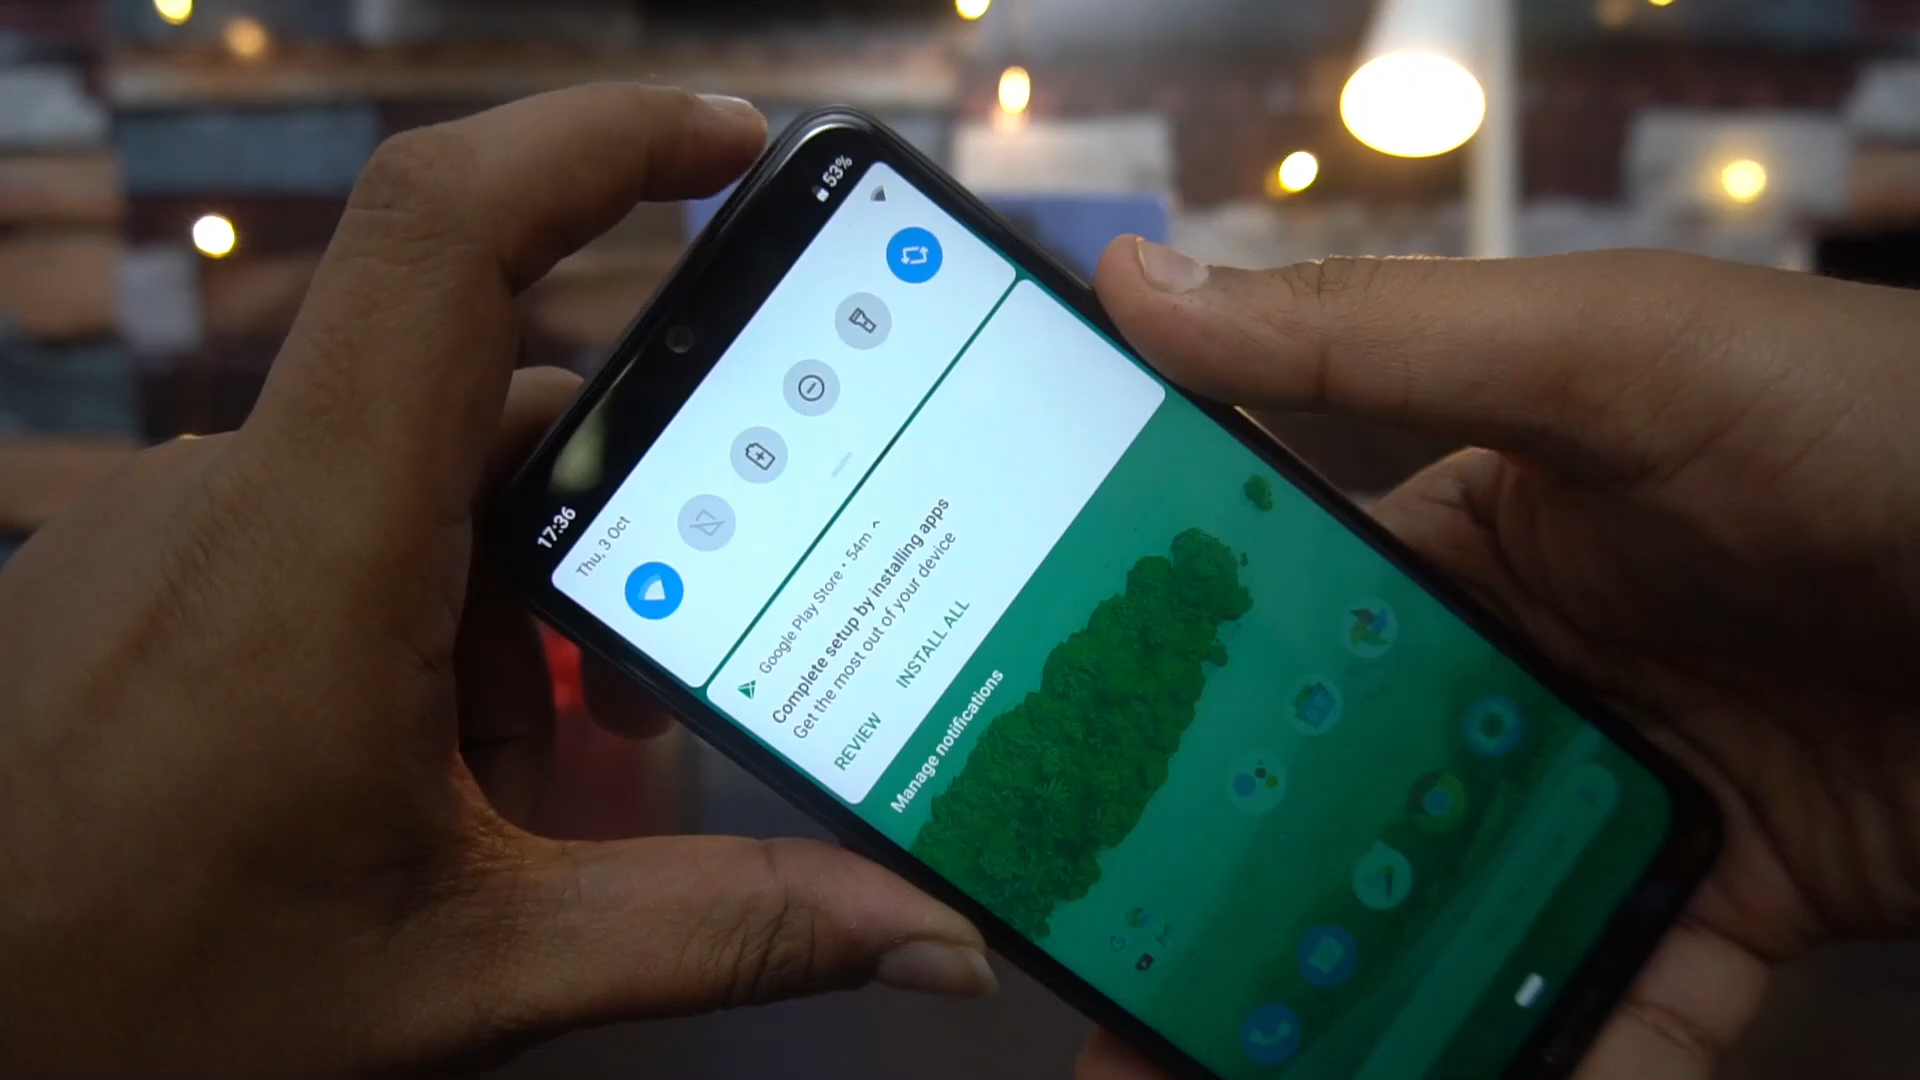 17:36
53%
Thu, 3 Oct
Google Play Store • 54m
Complete setup by installing apps
Get the most out of your device
REVIEW
INSTALL ALL
Manage notifications